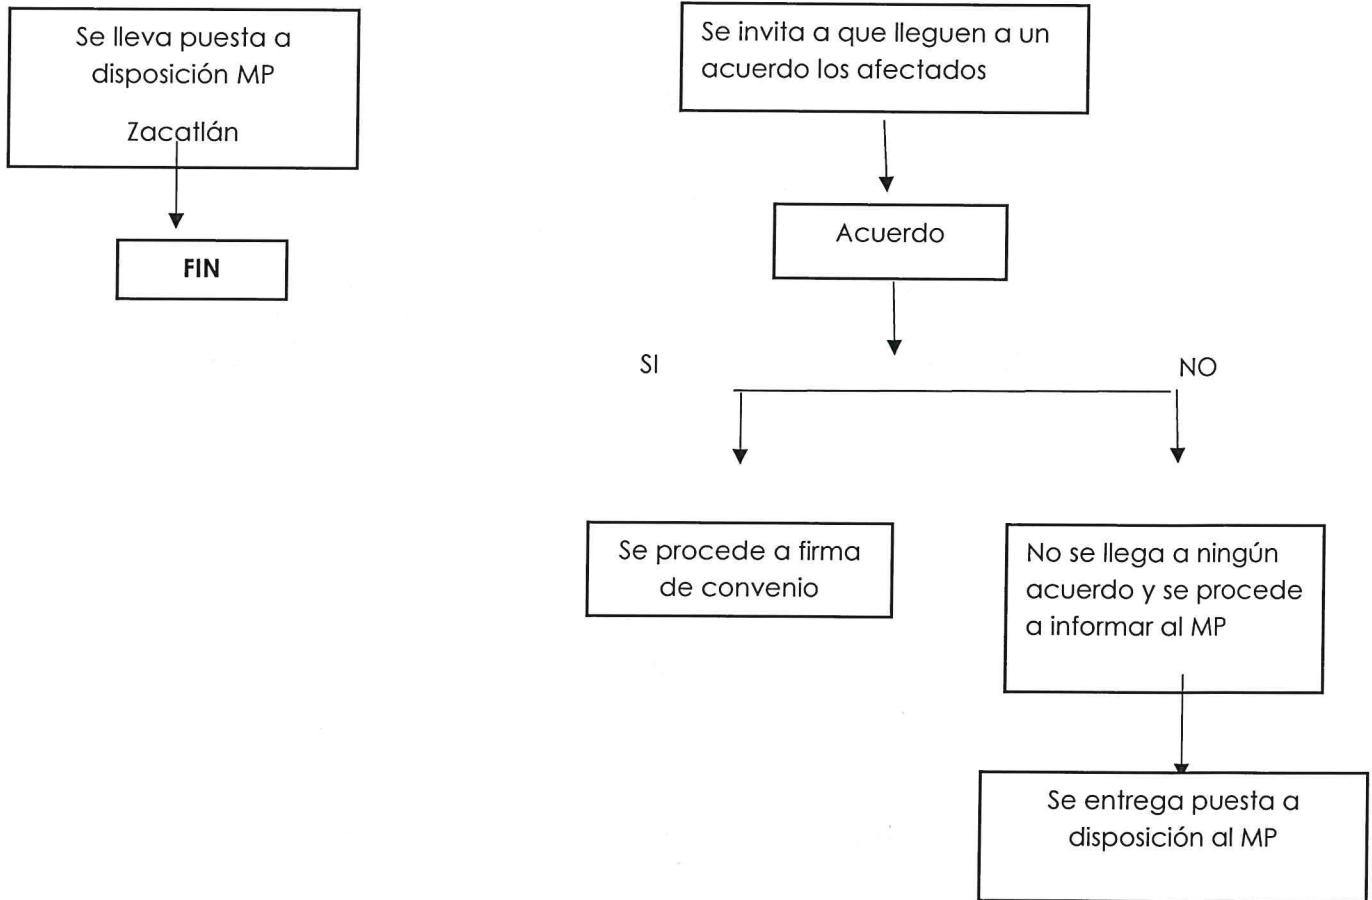 Se lleva puesta a
disposición MP
Zacatlán
FIN
Se invita a que lleguen a un
acuerdo los afectados
Acuerdo
SI
NO
Se procede a firma
de convenio
No se llega a ningún
acuerdo y se procede
a informar al MP
Se entrega puesta a
disposición al MP